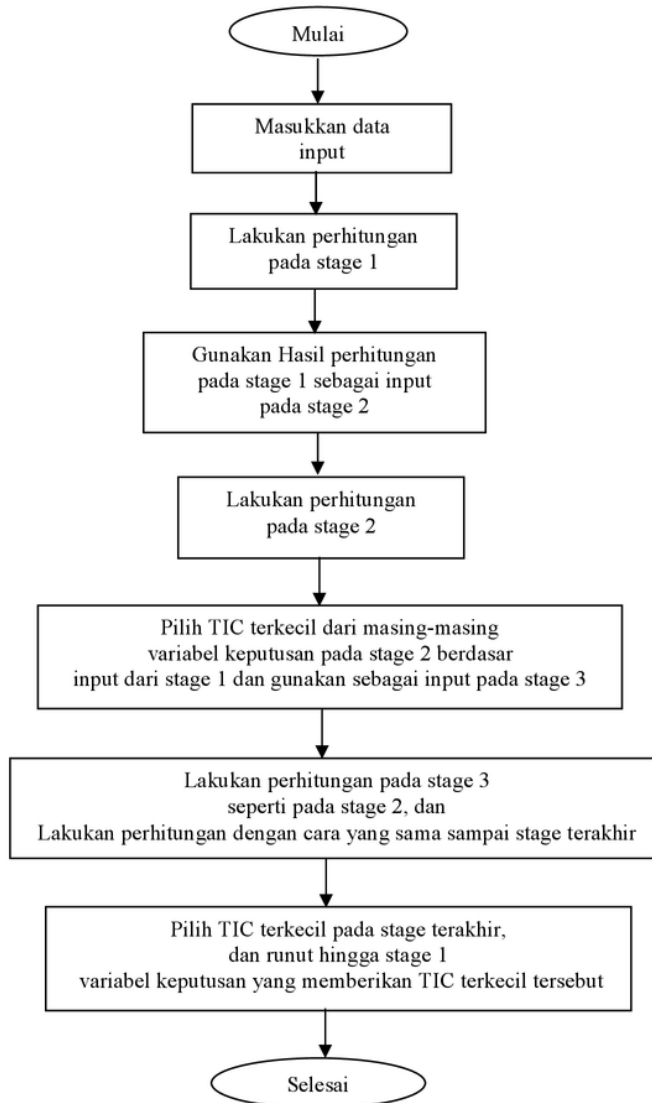 Mulai
Masukkan data
input
Lakukan perhitungan
pada stage 1
Gunakan Hasil perhitungan
pada stage 1 sebagai input
pada stage 2
Lakukan perhitungan
pada stage 2
Pilih TIC terkecil dari masing-masing
variabel keputusan pada stage 2 berdasar
input dari stage 1 dan gunakan sebagai input pada stage 3
Lakukan perhitungan pada stage 3
seperti pada stage 2, dan
Lakukan perhitungan dengan cara yang sama sampai stage terakhir
Pilih TIC terkecil pada stage terakhir,
dan runut hingga stage 1
variabel keputusan yang memberikan TIC terkecil tersebut
Selesai